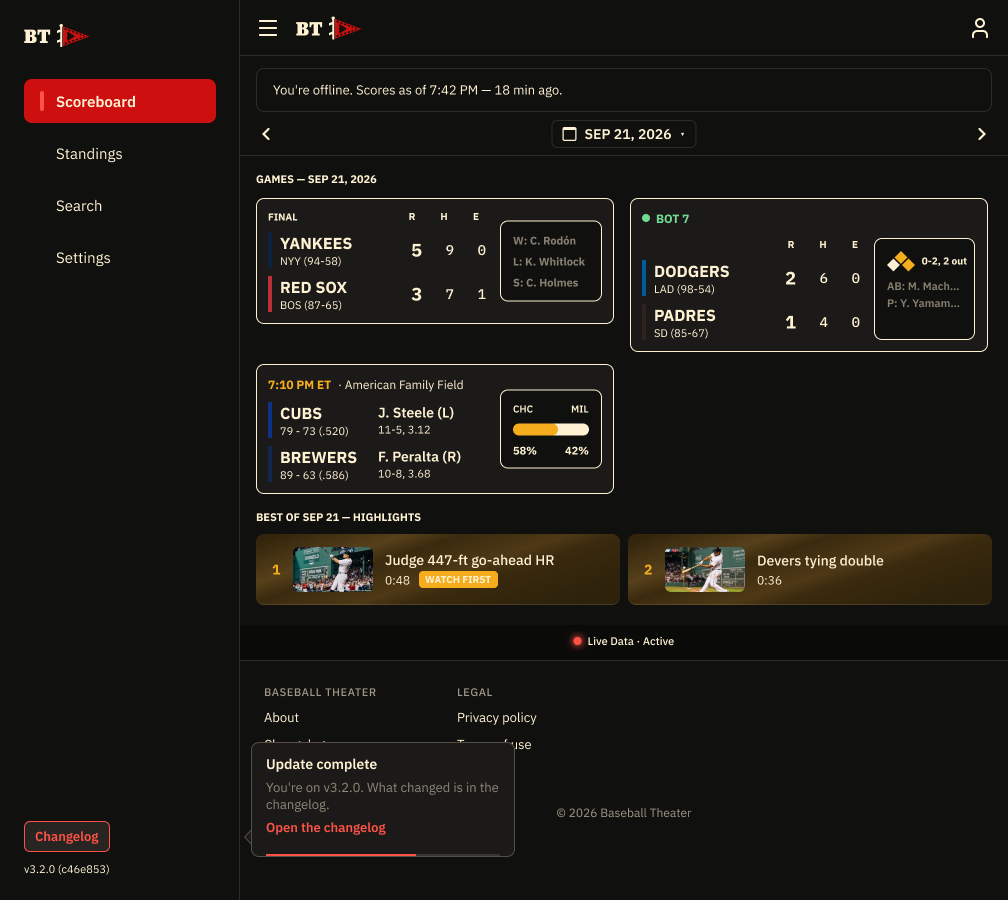 BT
Scoreboard
Standings
Search
Settings
Changelog
v3.2.0 (c46e853)
BT
You're offline. Scores as of 7:42 PM — 18 min ago.
SEP 21, 2026
GAMES — SEP 21, 2026
FINAL
R H E
YANKEES 5 9 0
NYY (94-58)
RED SOX 3 7 1
BOS (87-65)
W: C. Rodón
L: K. Whitlock
S: C. Holmes
BOT 7
R H E
DODGERS 2 6 0
LAD (98-54)
PADRES 1 4 0
SD (85-67)
0-2, 2 out
AB: M. Mach...
P: Y. Yamam...
7:10 PM ET · American Family Field
CUBS J. Steele (L)
79 - 73 (.520) 11-5, 3.12
BREWERS F. Peralta (R)
89 - 63 (.586) 10-8, 3.68
CHC MIL
58% 42%
BEST OF SEP 21 — HIGHLIGHTS
1
Judge 447-ft go-ahead HR
0:48 WATCH FIRST
2
Devers tying double
0:36
Live Data · Active
BASEBALL THEATER
About
LEGAL
Privacy policy
use
Update complete
You're on v3.2.0. What changed is in the
changelog.
Open the changelog
© 2026 Baseball Theater